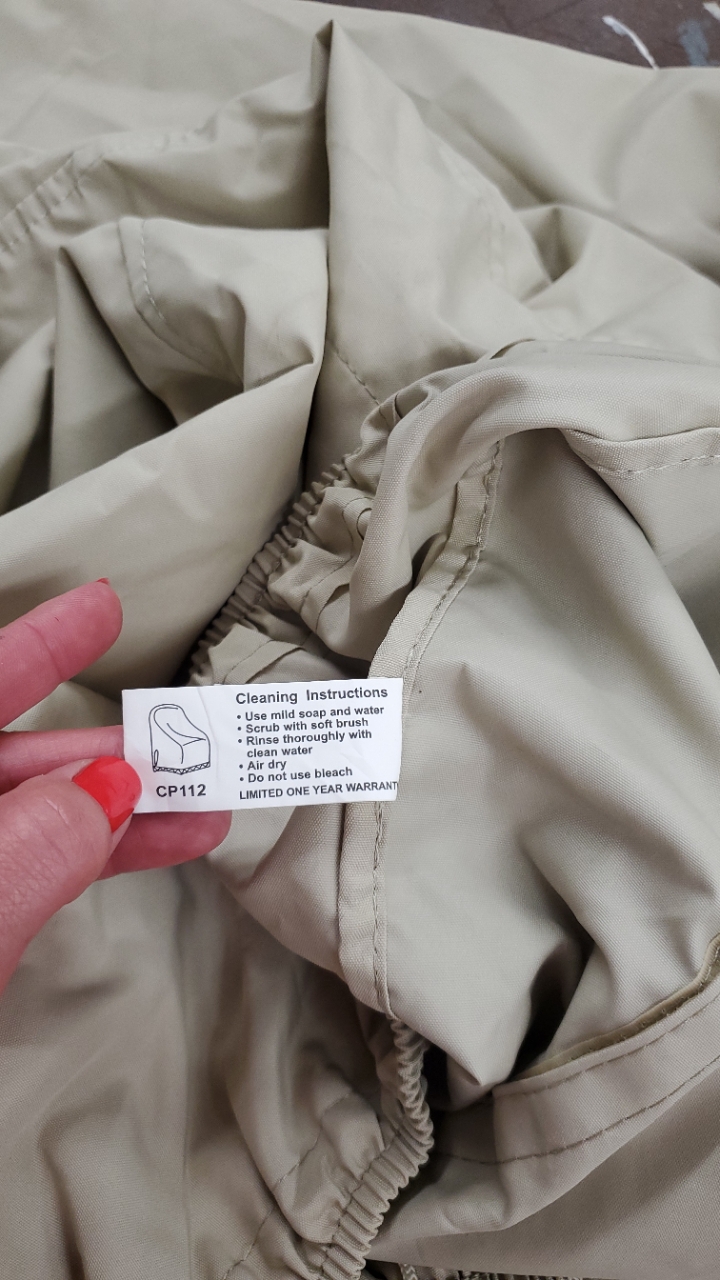 Cleaning Instructions
• Use mild soap and water
• Scrub with soft brush
• Rinse thoroughly with
clean water
• Air dry
• Do not use bleach
LIMITED ONE YEAR WARRANT
CP112